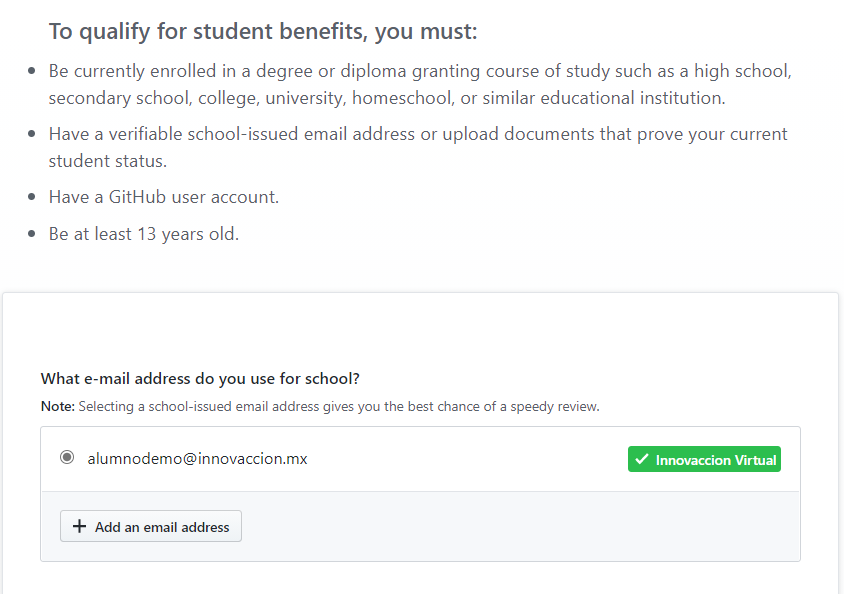 To qualify for student benefits, you must:
Be currently enrolled in a degree or diploma granting course of study such as a high school,
secondary school, college, university, homeschool, or similar educational institution.
Have a verifiable school-issued email address or upload documents that prove your current
student status.
Have a GitHub user account.
Be at least 13 years old.
What e-mail address do you use for school?
Note: Selecting a school-issued email address gives you the best chance of a speedy review.
alumnodemo@innovaccion.mx
Innovaccion Virtual
Add an email address